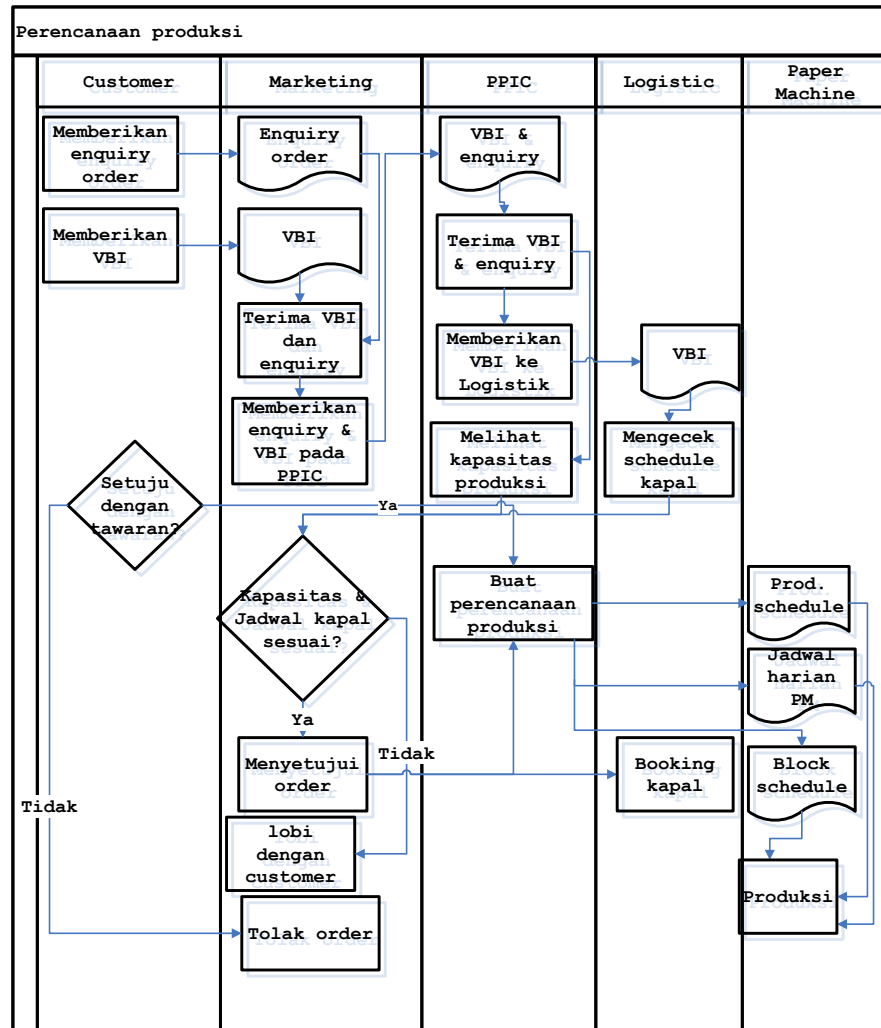 Perencanaan produksi
Customer
Marketing
PPIC
Logistic
Paper
Machine
Memberikan
enquiry
order
Enquiry
order
VBI &
enquiry
Memberikan
VBI
VBI
Terima VBI
& enquiry
Terima VBI
dan
enquiry
Memberikan
VBI ke
Logistik
VBI
Memberikan
enquiry &
VBI pada
PPIC
Melihat
kapasitas
produksi
Mengecek
schedule
kapal
Setuju
dengan
tawaran?
Ya
Kapasitas &
Jadwal kapal
sesuai?
Buat
perencanaan
produksi
Prod.
schedule
Jadwal
harian
PM
Ya
Tidak
Menyetujui
order
Booking
kapal
Block
schedule
Tidak
lobi
dengan
customer
Produksi
Tolak order